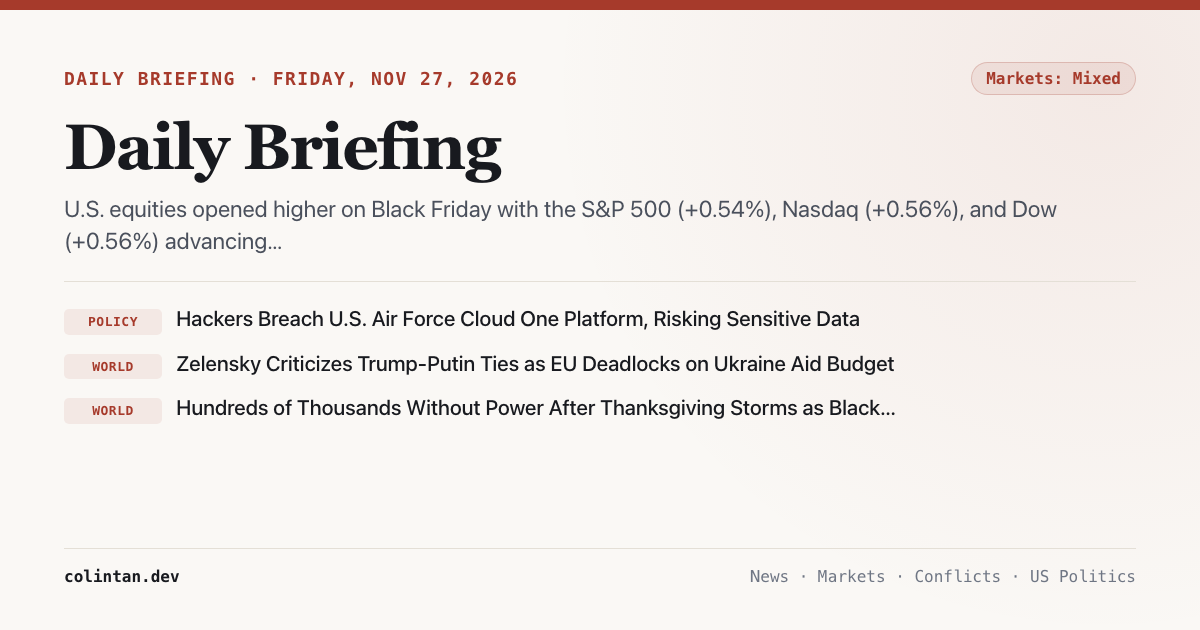 DAILY BRIEFING · FRIDAY, NOV 27, 2026
Markets: Mixed
Daily Briefing
U.S. equities opened higher on Black Friday with the S&P 500 (+0.54%), Nasdaq (+0.56%), and Dow
(+0.56%) advancing...
POLICY Hackers Breach U.S. Air Force Cloud One Platform, Risking Sensitive Data
WORLD Zelensky Criticizes Trump-Putin Ties as EU Deadlocks on Ukraine Aid Budget
WORLD Hundreds of Thousands Without Power After Thanksgiving Storms as Black...
colintan.dev
News · Markets · Conflicts · US Politics